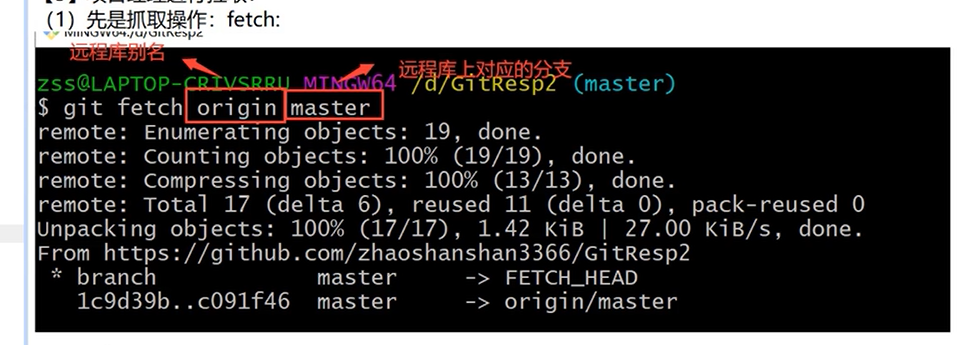 （1）先是抓取操作：fetch:
MINGW64:/d/GitResp2
远程库别名
远程库上对应的分支
zss@LAPTOP-CRIVSRRU MINGW64 /d/GitResp2 (master)
$ git fetch origin master
remote: Enumerating objects: 19, done.
remote: Counting objects: 100% (19/19), done.
remote: Compressing objects: 100% (13/13), done.
remote: Total 17 (delta 6), reused 11 (delta 0), pack-reused 0
Unpacking objects: 100% (17/17), 1.42 KiB | 27.00 KiB/s, done.
From https://github.com/zhaoshanshan3366/GitResp2
 * branch            master     -> FETCH_HEAD
   1c9d39b..c091f46  master     -> origin/master